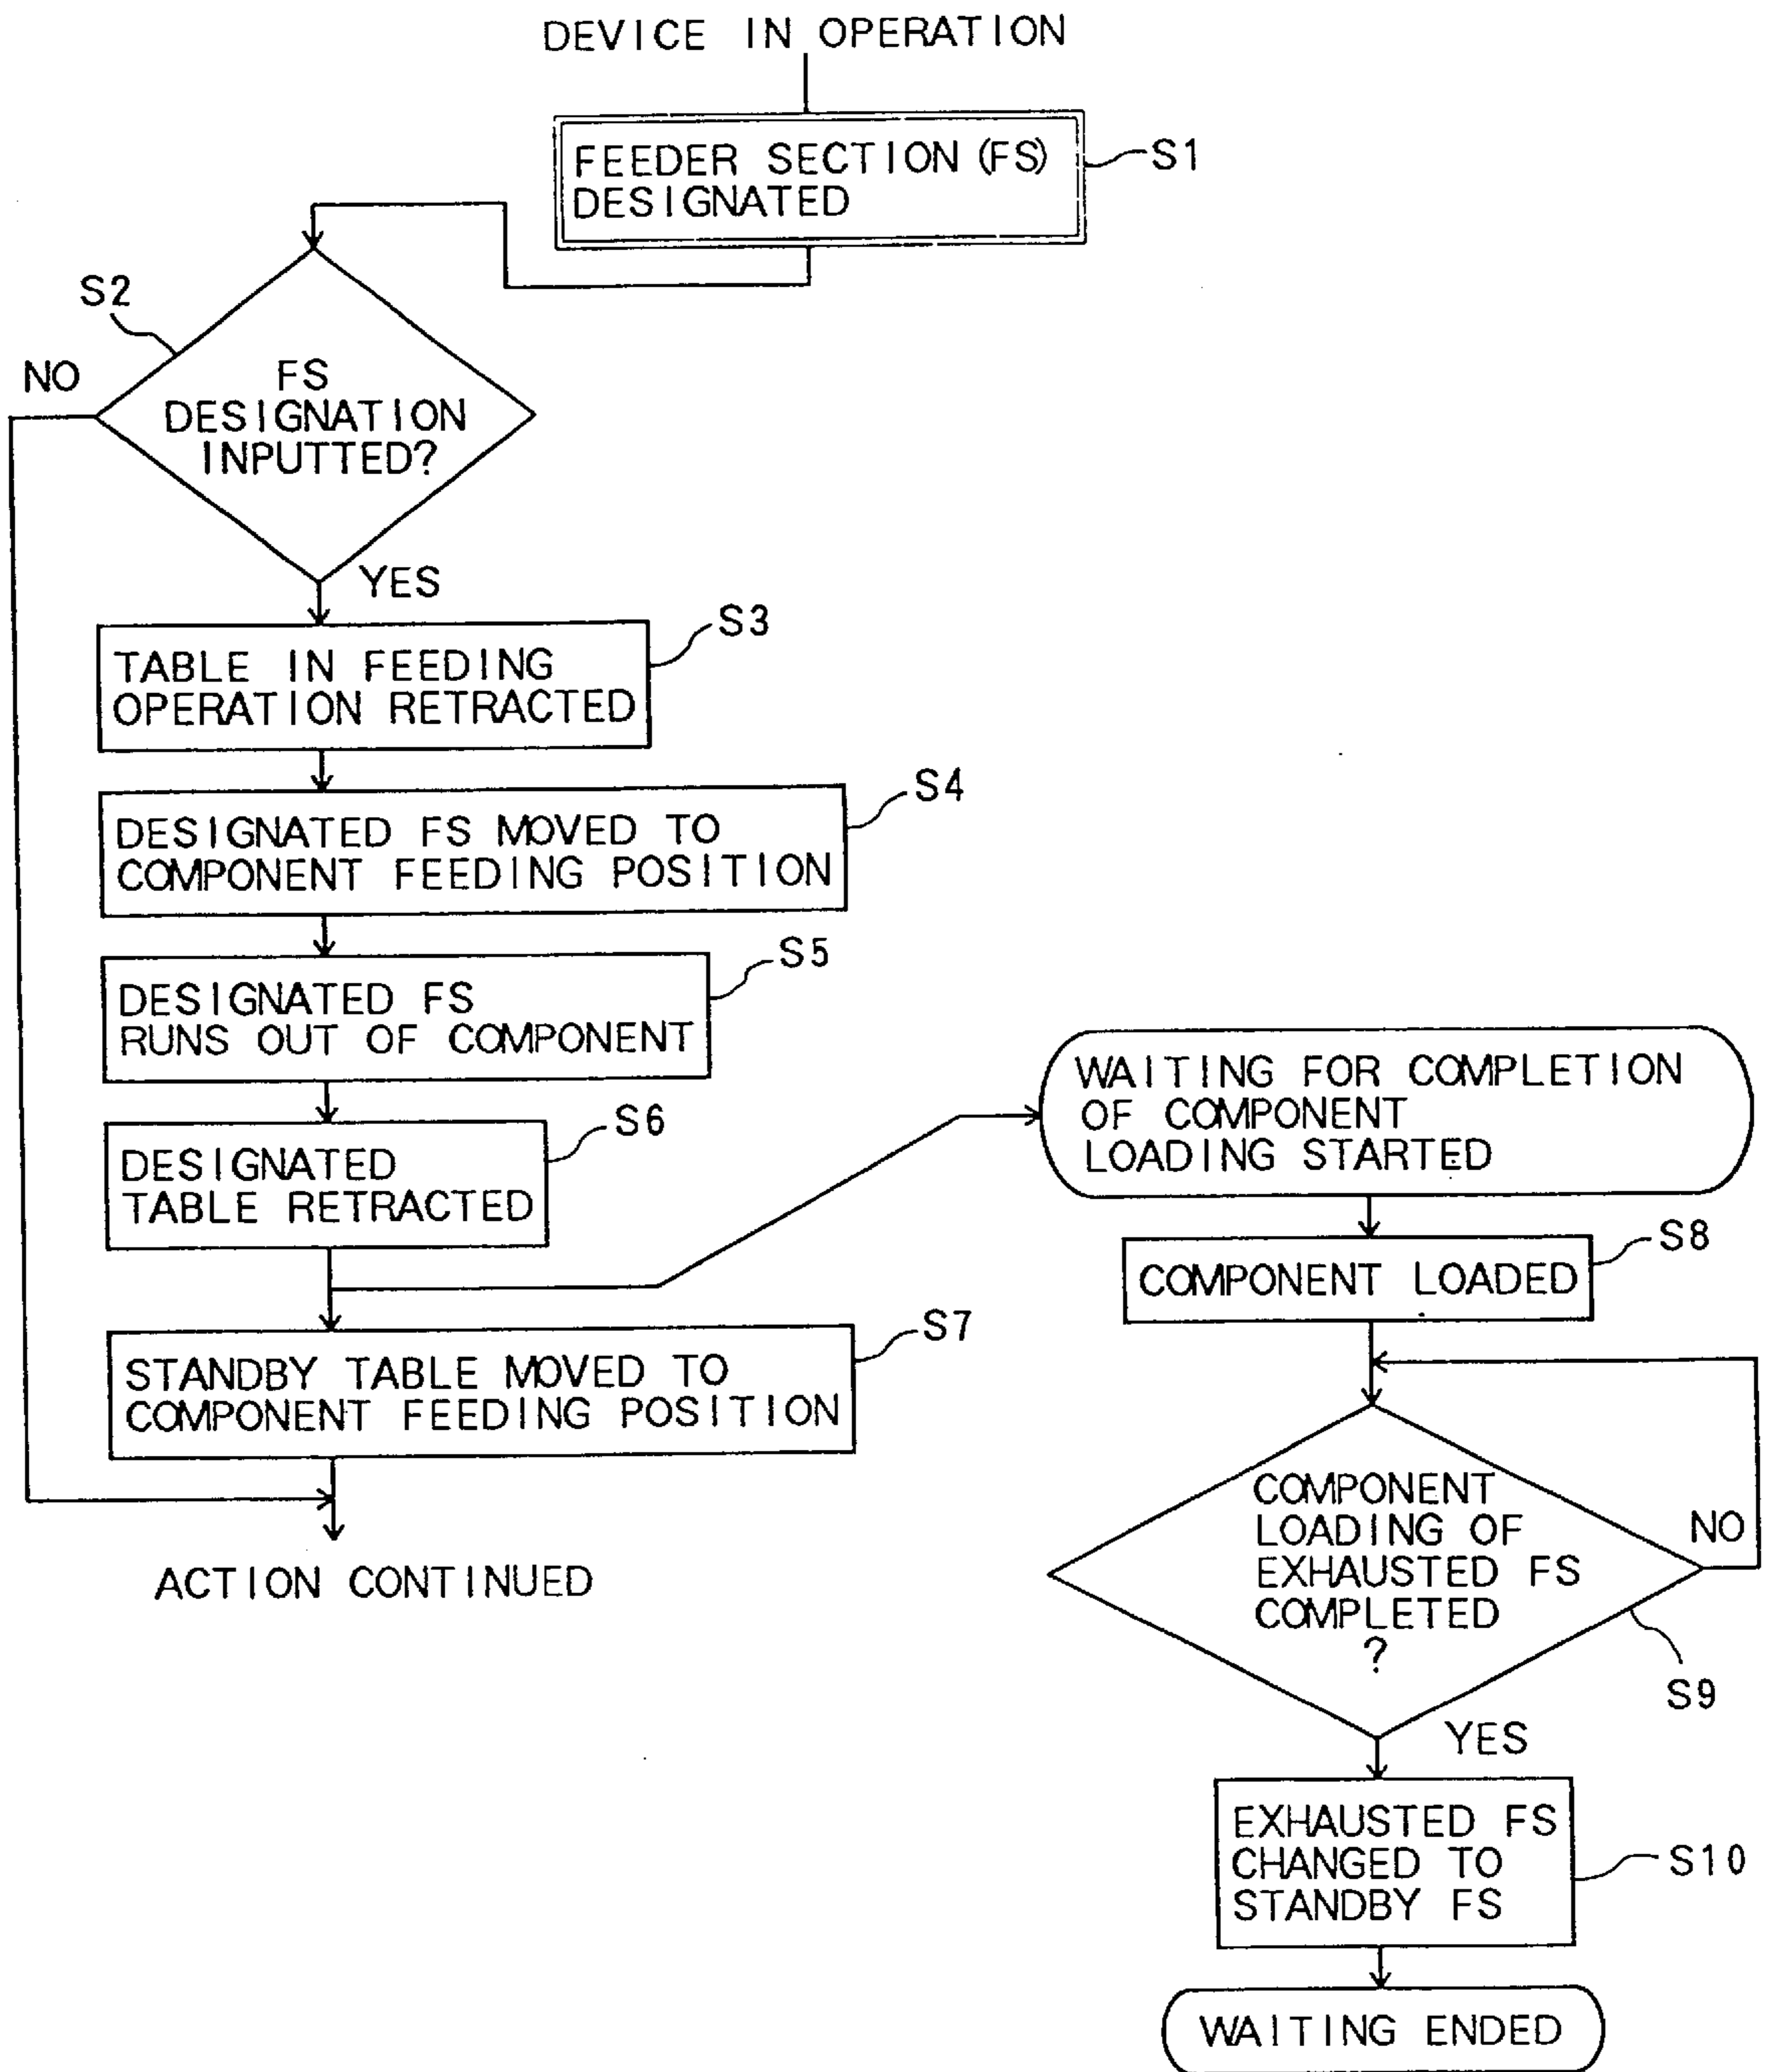 DEVICE IN OPERATION
FEEDER SECTION (FS)
DESIGNATED
S1
S2
NO
FS
DESIGNATION
INPUTTED?
YES
S3
TABLE IN FEEDING
OPERATION RETRACTED
S4
DESIGNATED FS MOVED TO
COMPONENT FEEDING POSITION
S5
DESIGNATED FS
RUNS OUT OF COMPONENT
S6
DESIGNATED
TABLE RETRACTED
S7
STANDBY TABLE MOVED TO
COMPONENT FEEDING POSITION
ACTION CONTINUED
WAITING FOR COMPLETION
OF COMPONENT
LOADING STARTED
S8
COMPONENT LOADED
COMPONENT
LOADING OF
EXHAUSTED FS
COMPLETED
?
NO
S9
YES
EXHAUSTED FS
CHANGED TO
STANDBY FS
S10
WAITING ENDED